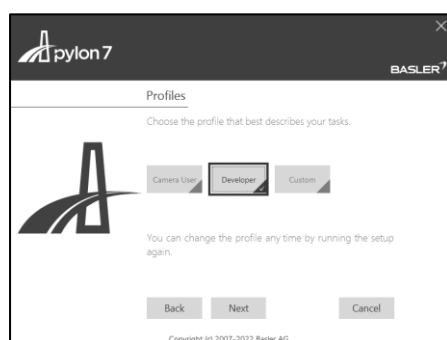 pylon 7
BASLER
Profiles
Choose the profile that best describes your tasks.
Camera User
Developer
Custom
You can change the profile any time by running the setup
again.
Back
Next
Cancel
Copyright (c) 2007-2022 Basler AG